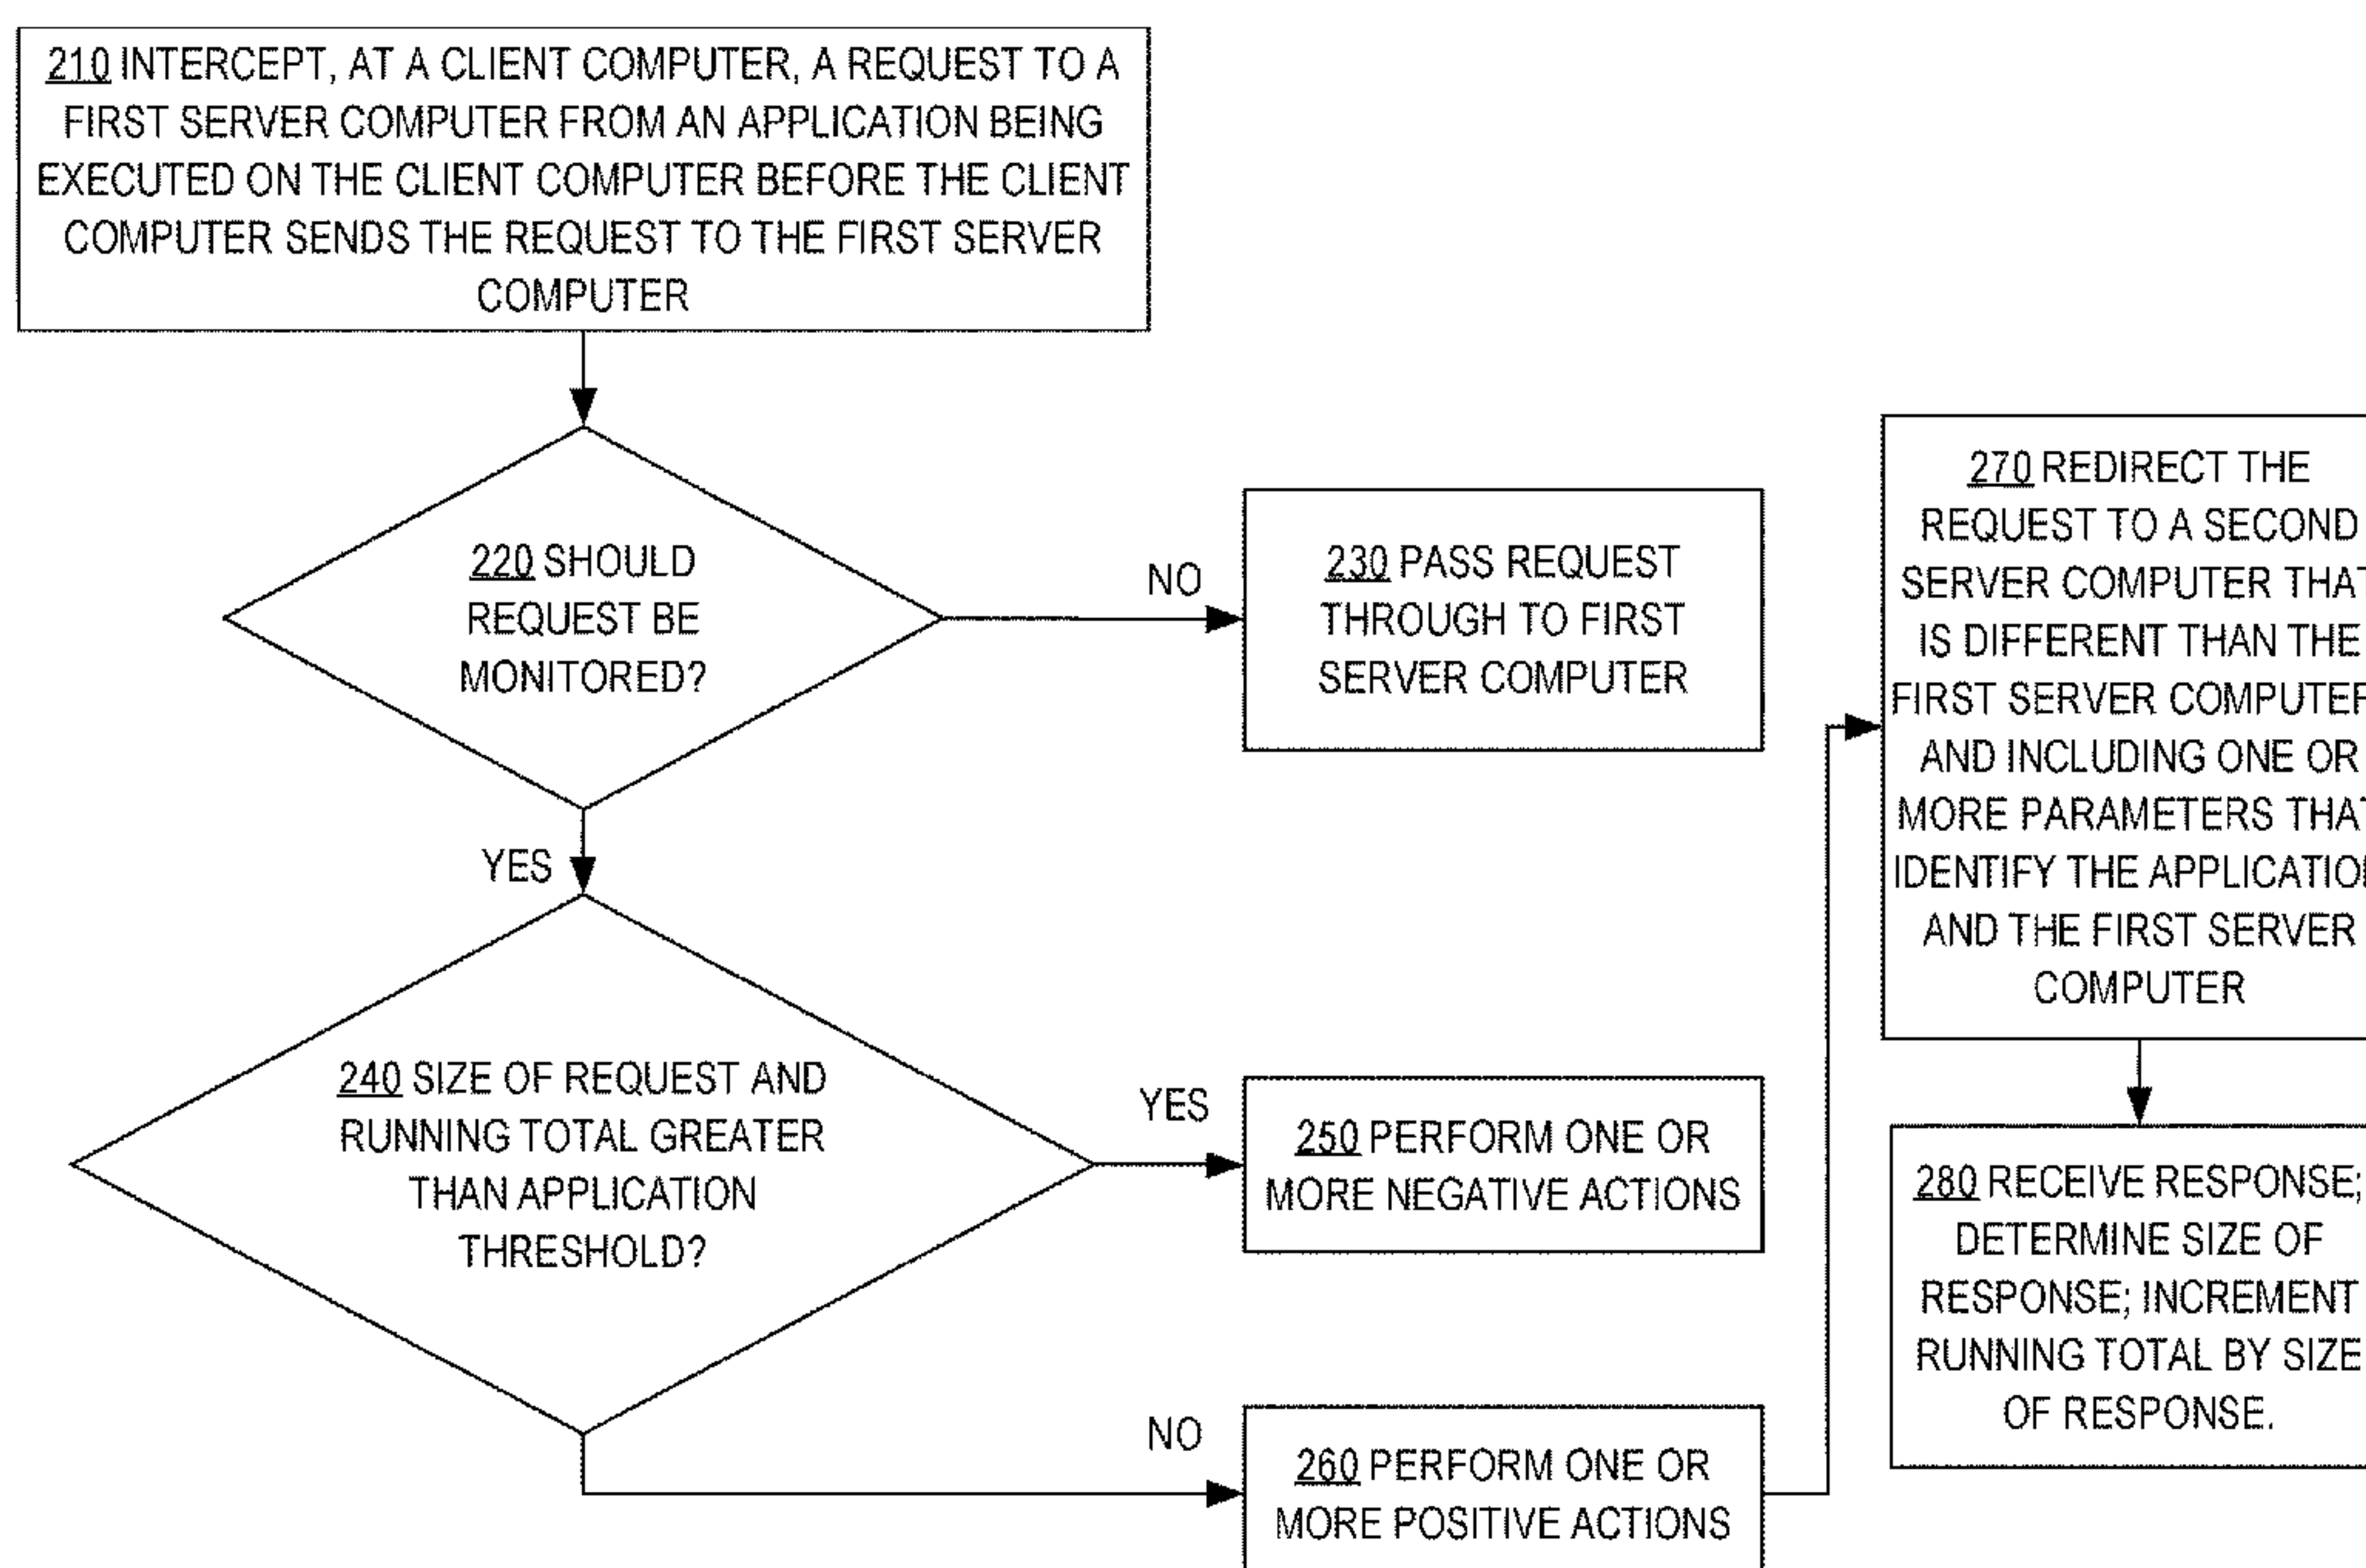 210 INTERCEPT, AT A CLIENT COMPUTER, A REQUEST TO A
FIRST SERVER COMPUTER FROM AN APPLICATION BEING
EXECUTED ON THE CLIENT COMPUTER BEFORE THE CLIENT
COMPUTER SENDS THE REQUEST TO THE FIRST SERVER
COMPUTER
220 SHOULD
REQUEST BE
MONITORED?
NO
230 PASS REQUEST
THROUGH TO FIRST
SERVER COMPUTER
YES
240 SIZE OF REQUEST AND
RUNNING TOTAL GREATER
THAN APPLICATION
THRESHOLD?
YES
250 PERFORM ONE OR
MORE NEGATIVE ACTIONS
NO
260 PERFORM ONE OR
MORE POSITIVE ACTIONS
270 REDIRECT THE
REQUEST TO A SECOND
SERVER COMPUTER THAT
IS DIFFERENT THAN THE
FIRST SERVER COMPUTER
AND INCLUDING ONE OR
MORE PARAMETERS THAT
IDENTIFY THE APPLICATION
AND THE FIRST SERVER
COMPUTER
280 RECEIVE RESPONSE;
DETERMINE SIZE OF
RESPONSE; INCREMENT
RUNNING TOTAL BY SIZE
OF RESPONSE.